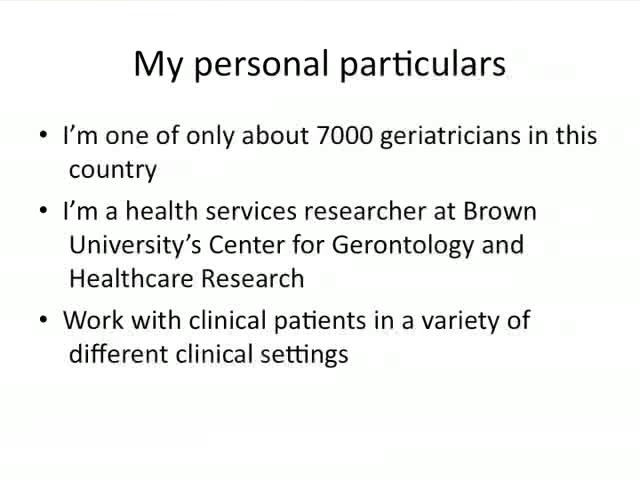 My personal particulars
• I'm one of only about 7000 geriatricians in this
country
• I'm a health services researcher at Brown
University's Center for Gerontology and
Healthcare Research
• Work with clinical patients in a variety of
different clinical settings